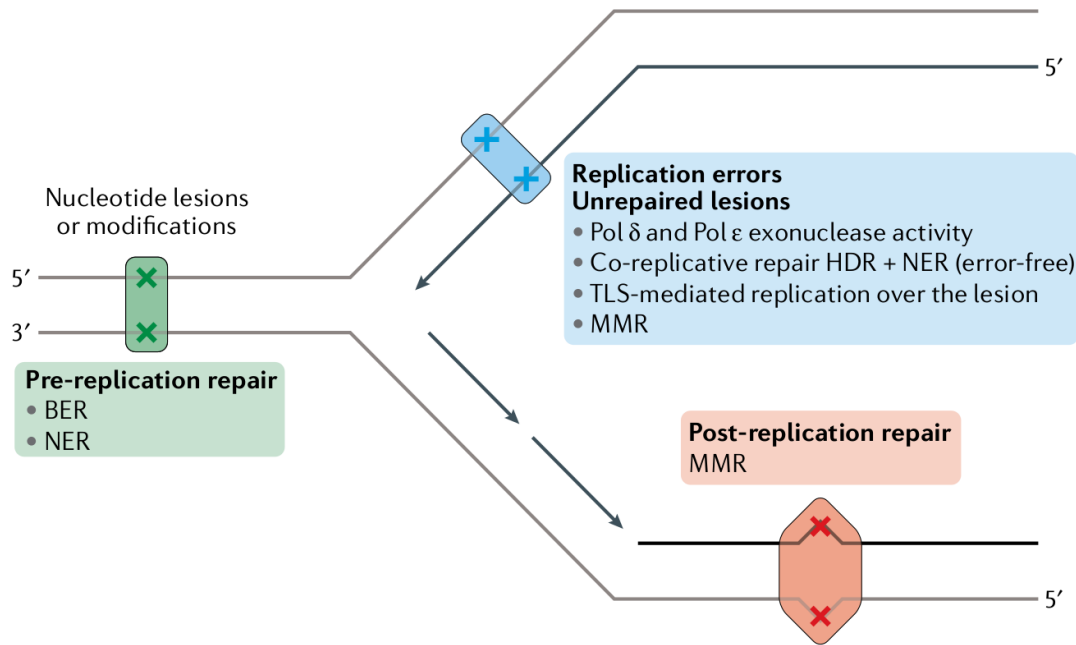 5′
Nucleotide lesions
or modifications
5′
3′
Pre-replication repair
• BER
• NER
Replication errors
Unrepaired lesions
• Pol δ and Pol ε exonuclease activity
• Co-replicative repair HDR + NER (error-free)
• TLS-mediated replication over the lesion
• MMR
Post-replication repair
MMR
5′